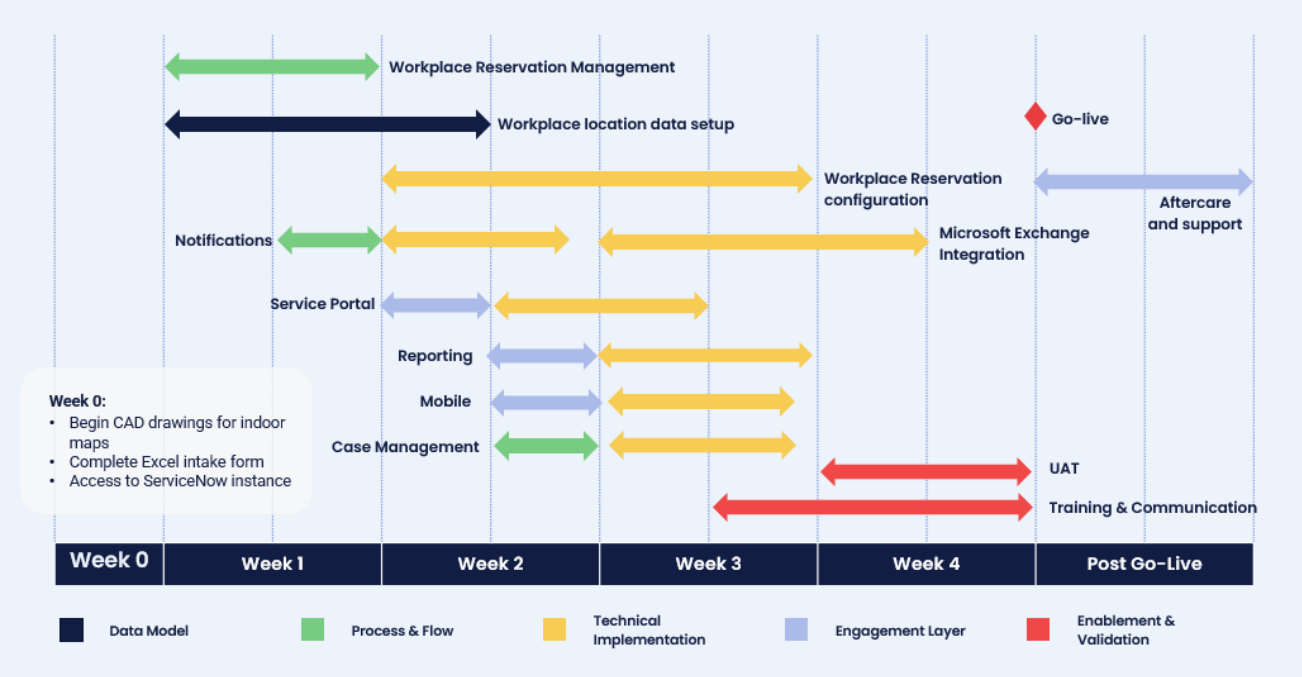 Workplace Reservation Management
Workplace location data setup
Go-live
Workplace Reservation
configuration
Aftercare
and support
Notifications
Microsoft Exchange
Integration
Service Portal
Reporting
Mobile
Case Management
Week 0:
• Begin CAD drawings for indoor
maps
• Complete Excel intake form
• Access to ServiceNow instance
UAT
Training & Communication
Week 0
Week 1
Week 2
Week 3
Week 4
Post Go-Live
Data Model
Process & Flow
Technical
Implementation
Engagement Layer
Enablement &
Validation